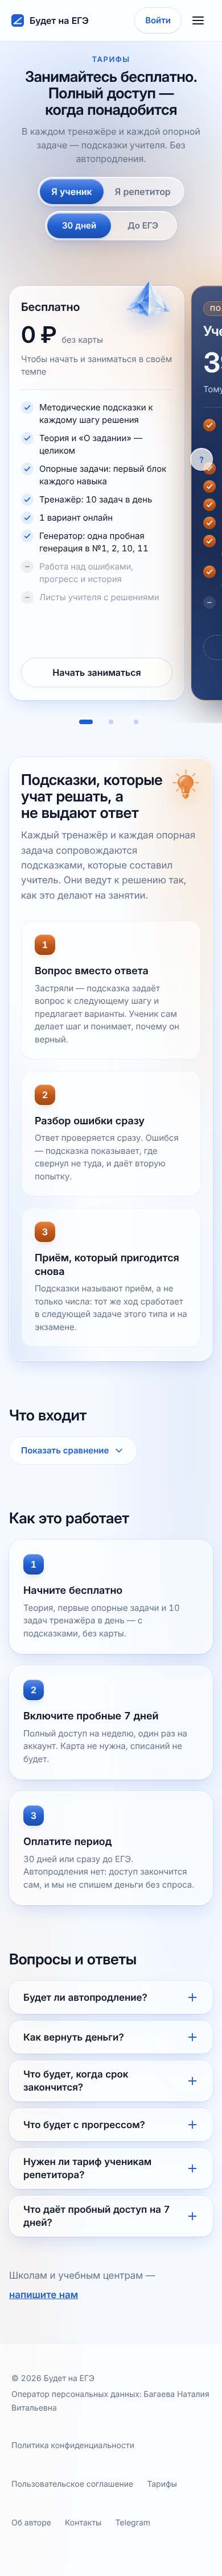 Будет на ЕГЭ
Войти
ТАРИФЫ
Занимайтесь бесплатно.
Полный доступ —
когда понадобится
В каждом тренажёре и каждой опорной
задаче — подсказки учителя. Без
автопродления.
Я ученик
Я репетитор
30 дней
До ЕГЭ
Бесплатно
0 ₽ без карты
Чтобы начать и заниматься в своём
темпе
Методические подсказки к
каждому шагу решения
Теория и «О задании» —
целиком
Опорные задачи: первый блок
каждого навыка
Тренажёр: 10 задач в день
1 вариант онлайн
Генератор: одна пробная
генерация в №1, 2, 10, 11
Работа над ошибками,
прогресс и история
Листы учителя с решениями
Начать заниматься
?
Подсказки, которые
учат решать, а
не выдают ответ
Каждый тренажёр и каждая опорная
задача сопровождаются
подсказками, которые составил
учитель. Они ведут к решению так,
как это делают на занятии.
1
Вопрос вместо ответа
Застряли — подсказка задаёт
вопрос к следующему шагу и
предлагает варианты. Ученик сам
делает шаг и понимает, почему он
верный.
2
Разбор ошибки сразу
Ответ проверяется сразу. Ошибся
— подсказка показывает, где
свернул не туда, и даёт вторую
попытку.
3
Приём, который пригодится
снова
Подсказки называют приём, а не
только числа: тот же ход сработает
в следующей задаче этого типа и на
экзамене.
Что входит
Показать сравнение
Как это работает
1
Начните бесплатно
Теория, первые опорные задачи и 10
задач тренажёра в день — с
подсказками, без карты.
2
Включите пробные 7 дней
Полный доступ на неделю, один раз на
аккаунт. Карта не нужна, списаний не
будет.
3
Оплатите период
30 дней или сразу до ЕГЭ.
Автопродления нет: доступ закончится
сам, и мы не спишем деньги без спроса.
Вопросы и ответы
Будет ли автопродление?
Как вернуть деньги?
Что будет, когда срок
закончится?
Что будет с прогрессом?
Нужен ли тариф ученикам
репетитора?
Что даёт пробный доступ на 7
дней?
Школам и учебным центрам —
напишите нам
© 2026 Будет на ЕГЭ
Оператор персональных данных: Багаева Наталия
Витальевна
Политика конфиденциальности
Пользовательское соглашение
Тарифы
Об авторе
Контакты
Telegram